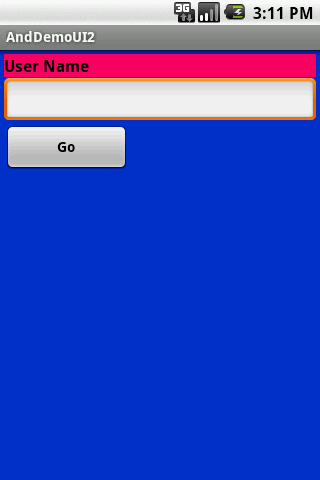 3G 3:11 PM
AndDemoUI2
User Name
Go